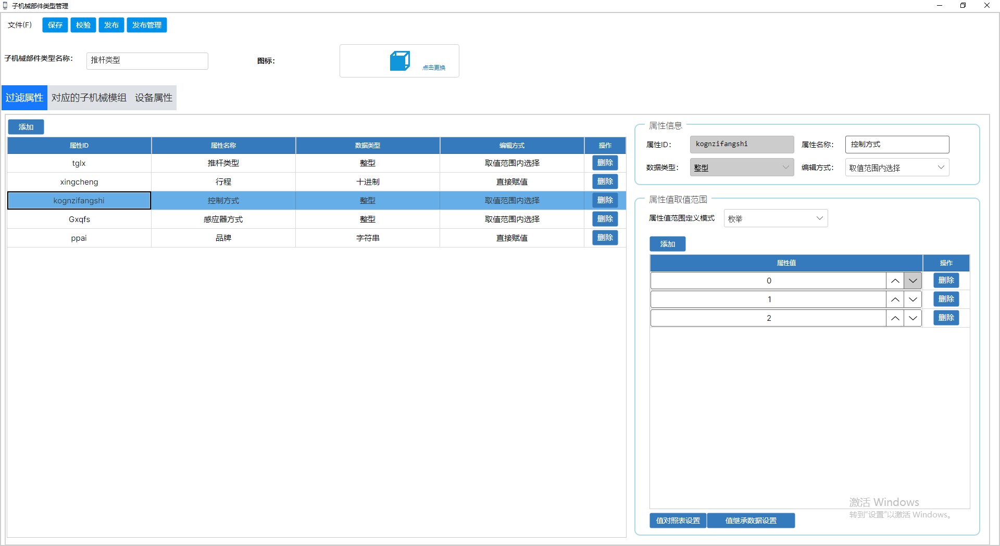 子机械部件类型管理
文件(F) 保存 校验 发布 发布管理
子机械部件类型名称： 推杆类型 图标： 点击更换
过滤属性 对应的子机械模组 设备属性
添加
属性ID 属性名称 数据类型 编辑方式 操作
tglx 推杆类型 整型 取值范围内选择 删除
xingcheng 行程 十进制 直接赋值 删除
kognzifangshi 控制方式 整型 取值范围内选择 删除
Gxqfs 感应器方式 整型 取值范围内选择 删除
ppai 品牌 字符串 直接赋值 删除
属性信息
属性ID： kognzifangshi 属性名称： 控制方式
数据类型： 整型 编辑方式： 取值范围内选择
属性值取值范围
属性值范围定义模式 枚举
添加
属性值 操作
0 删除
1 删除
2 删除
值对照表设置 值继承数据设置
激活 Windows
转到“设置”以激活 Windows。